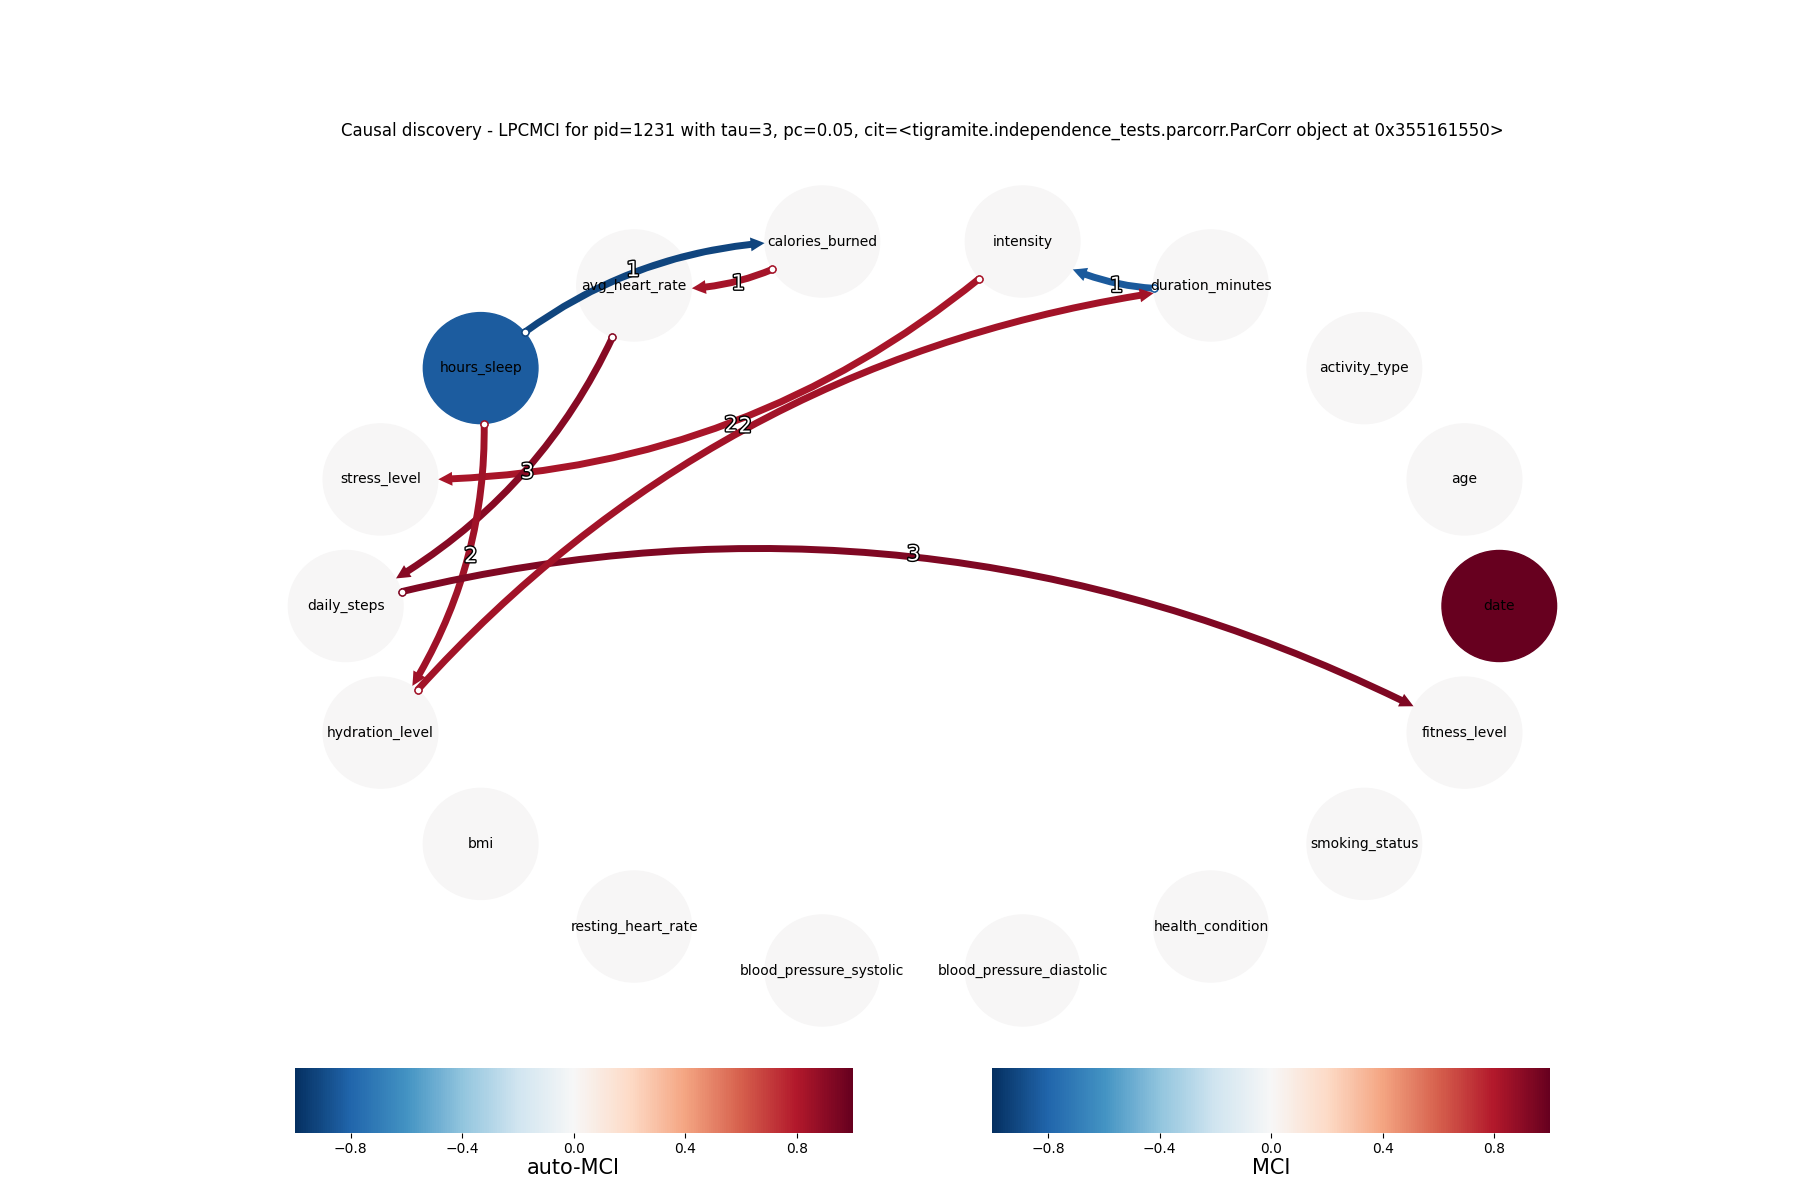 Causal discovery - LPCMCI for pid=1231 with tau=3, pc=0.05, cit=<tigramite.independence_tests.parcorr.ParCorr object at 0x355161550>
calories_burned
intensity
1
avg_heart_rate
1
1
duration_minutes
hours_sleep
activity_type
2
2
stress_level
3
age
2
3
daily_steps
date
hydration_level
fitness_level
bmi
smoking_status
resting_heart_rate
health_condition
blood_pressure_systolic
blood_pressure_diastolic
−0.8 −0.4 0.0 0.4 0.8
auto-MCI
−0.8 −0.4 0.0 0.4 0.8
MCI